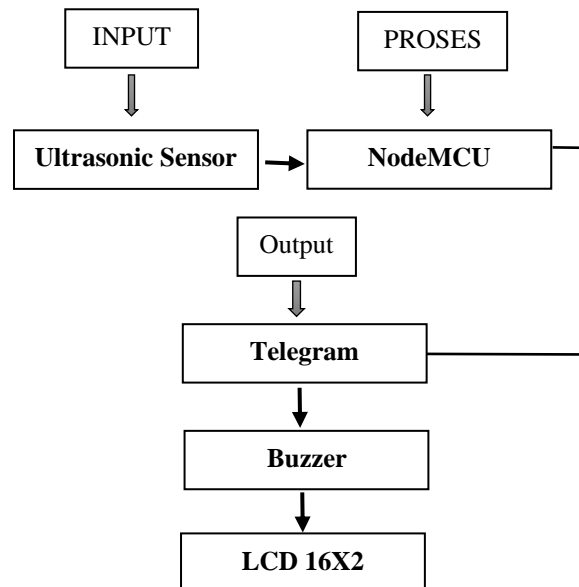 INPUT
PROSES
Ultrasonic Sensor
NodeMCU
Output
Telegram
Buzzer
LCD 16X2